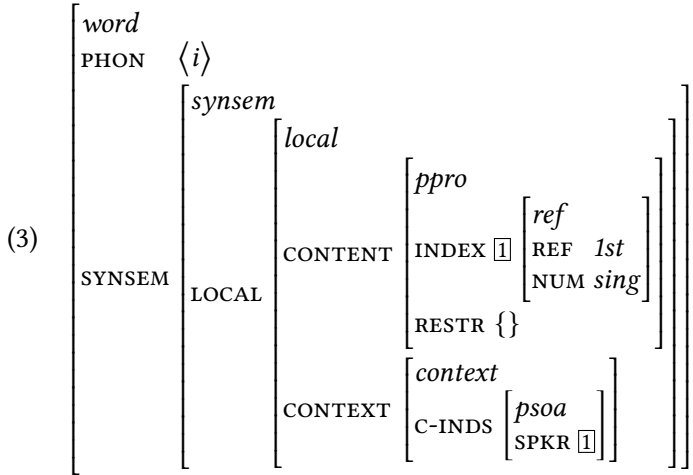 (3)
word
PHON ⟨i⟩
SYNSEM
synsem
LOCAL
local
CONTENT
ppro
INDEX 1
ref
REF 1st
NUM sing
RESTR {}
CONTEXT
context
C-INDS
psoa
SPKR 1